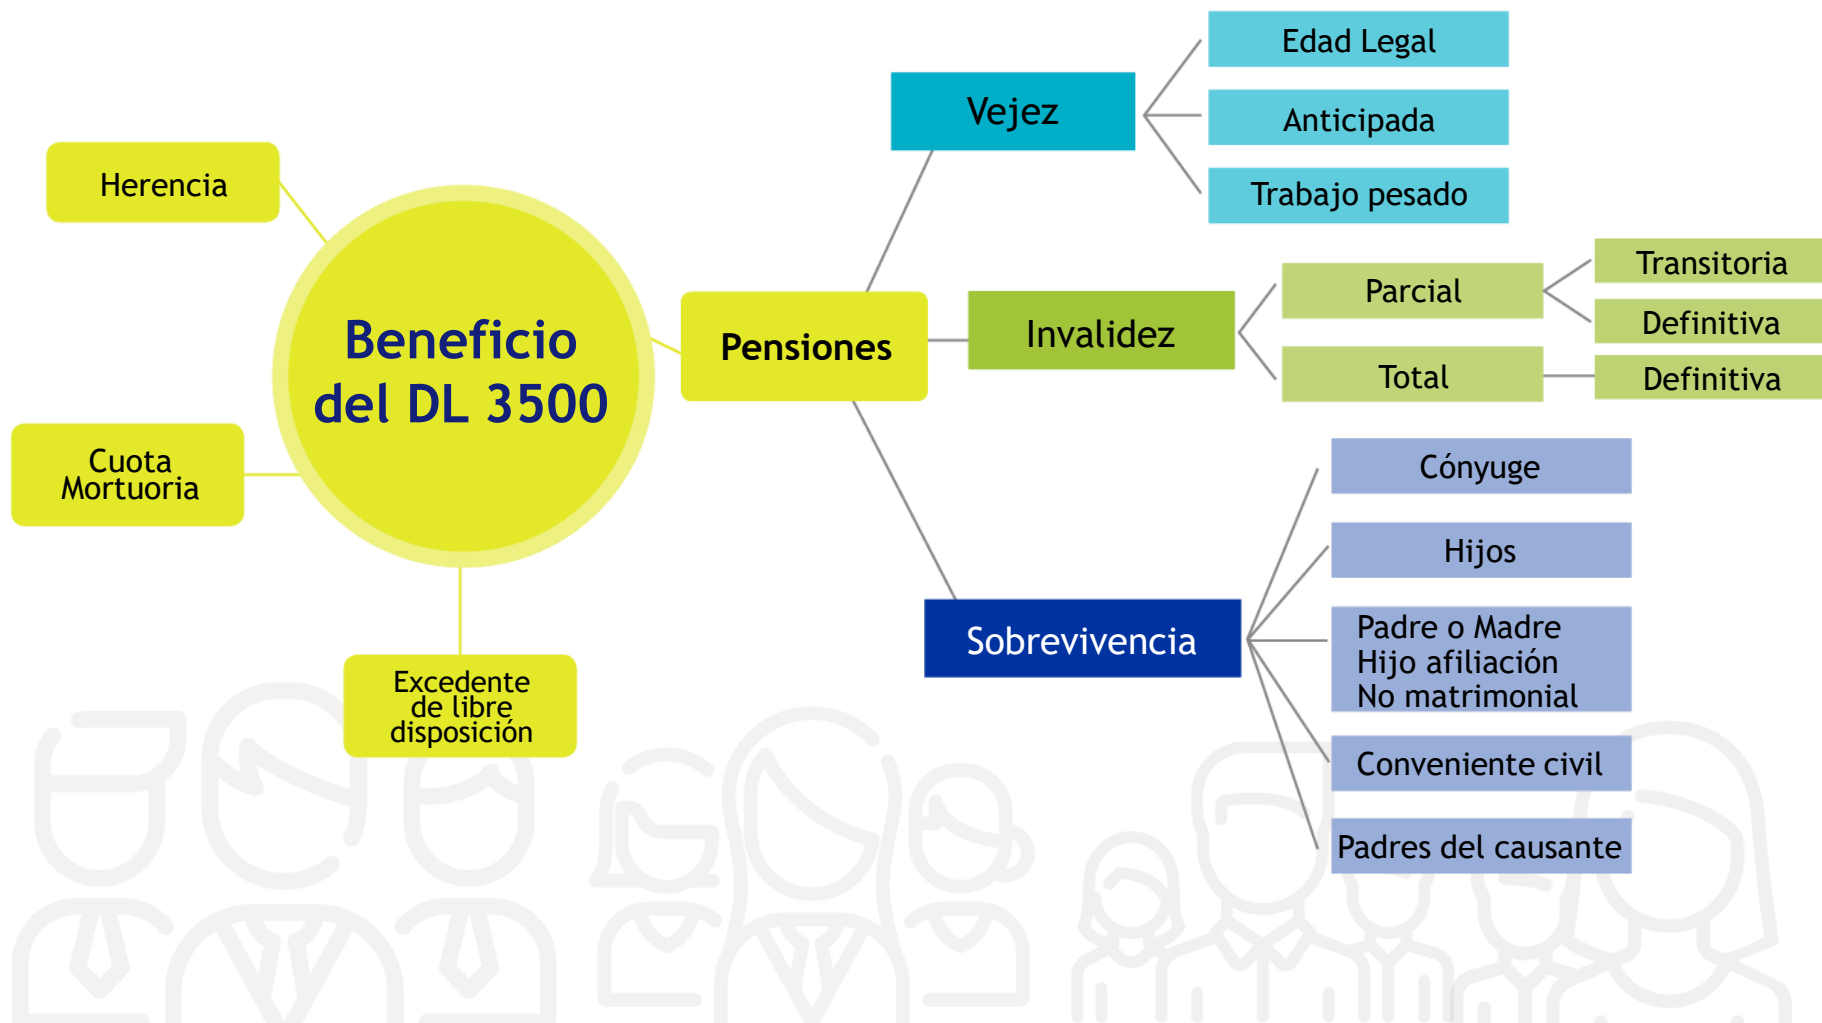 Herencia
Cuota
Mortuoria
Excedente
de libre
disposición
Beneficio
del DL 3500
Pensiones
Vejez
Edad Legal
Anticipada
Trabajo pesado
Invalidez
Parcial
Transitoria
Definitiva
Total
Definitiva
Sobrevivencia
Cónyuge
Hijos
Padre o Madre
Hijo afiliación
No matrimonial
Conveniente civil
Padres del causante